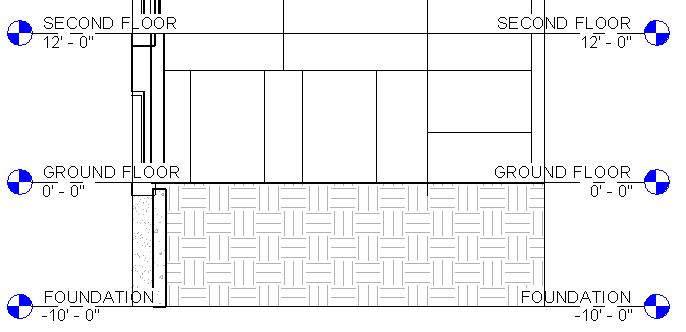 SECOND FLOOR
12' - 0"
SECOND FLOOR
12' - 0"
GROUND FLOOR
0' - 0"
GROUND FLOOR
0' - 0"
FOUNDATION
-10' - 0"
FOUNDATION
-10' - 0"